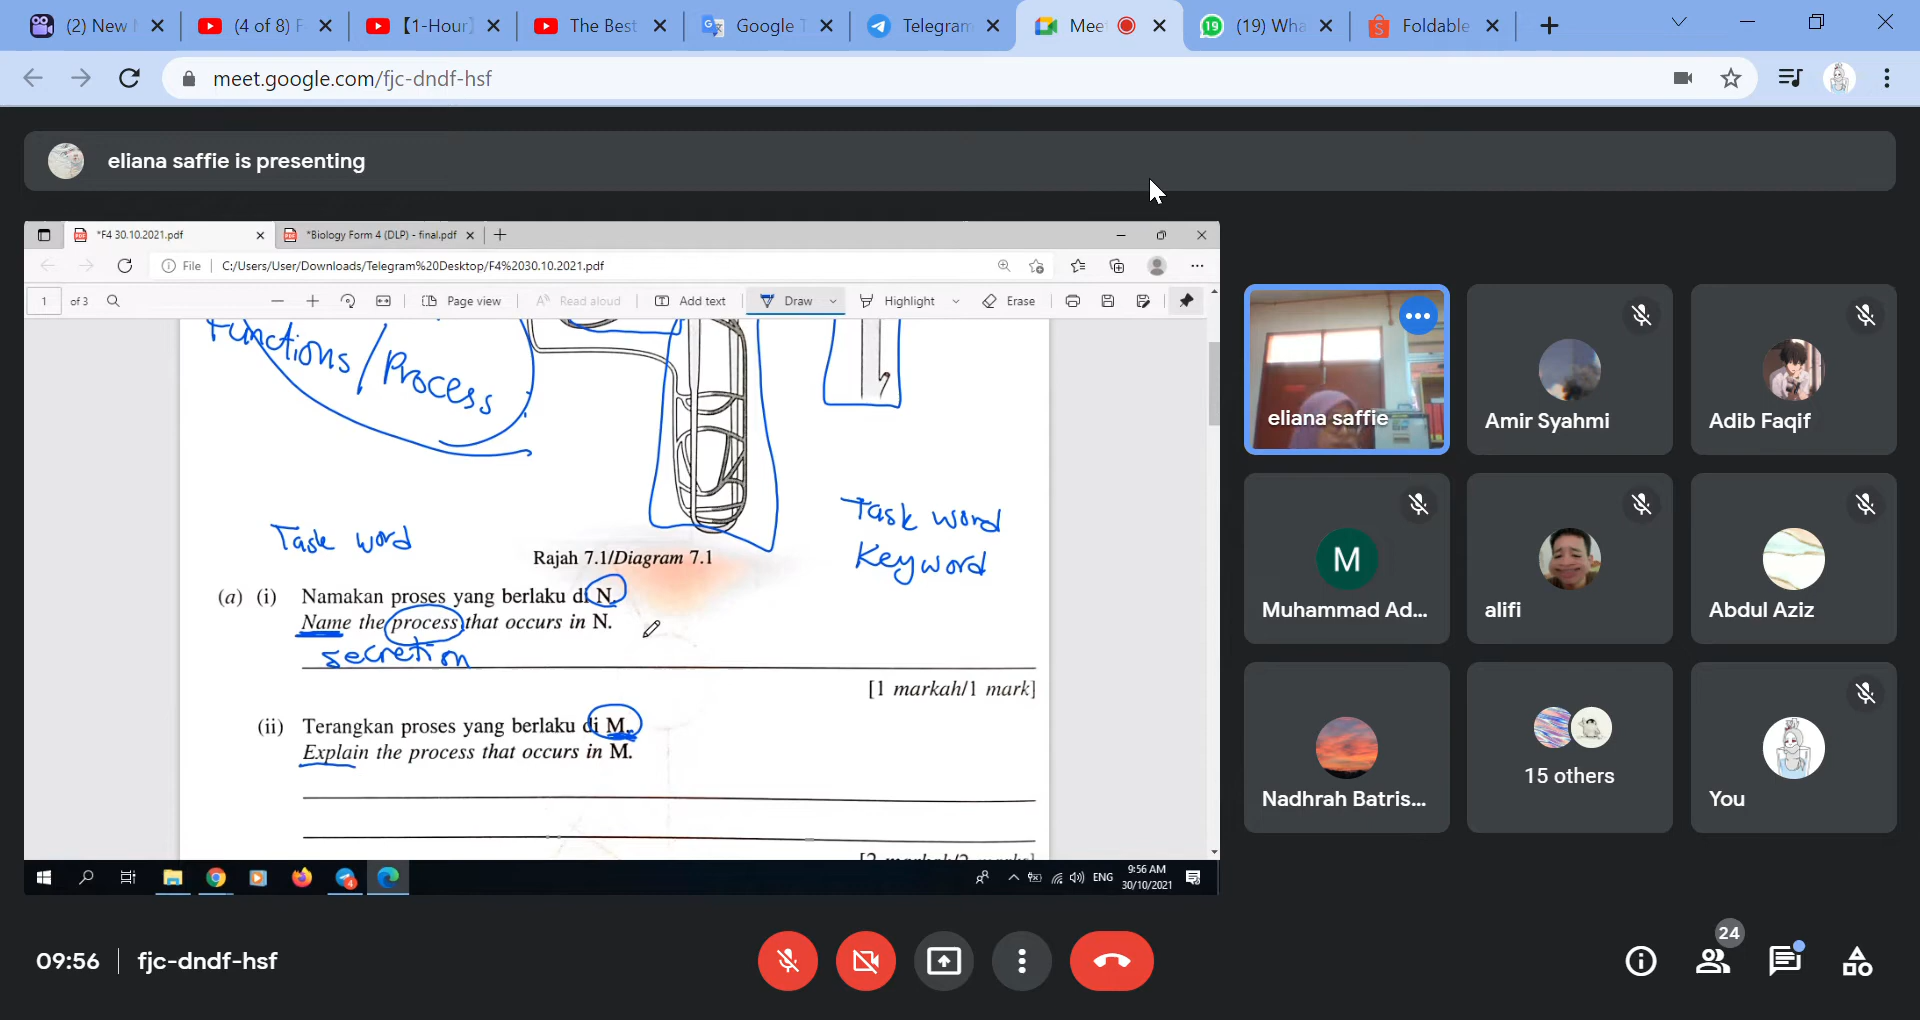 (2) New
(4 of 8) F
【1-Hour
The Best
Google T
Telegram
Mee
(19) Wha
Foldable
meet.google.com/fjc-dndf-hsf
eliana saffie is presenting
*F4 30.10.2021.pdf
*Biology Form 4 (DLP) - final.pdf
File
C:/Users/User/Downloads/Telegram%20Desktop/F4%2030.10.2021.pdf
1 of 3
Page view
Read aloud
Add text
Draw
Highlight
Erase
Functions/Process
Task word
Task word
Keyword
Rajah 7.1/Diagram 7.1
(a) (i) Namakan proses yang berlaku di N.
Name the process that occurs in N.
secretion
[1 markah/1 mark]
(ii) Terangkan proses yang berlaku di M.
Explain the process that occurs in M.
[2 markah/2 marks]
4
ENG
9:56 AM
30/10/2021
eliana saffie
Amir Syahmi
Adib Faqif
M
Muhammad Ad...
alifi
Abdul Aziz
Nadhrah Batris...
15 others
You
09:56
fjc-dndf-hsf
24